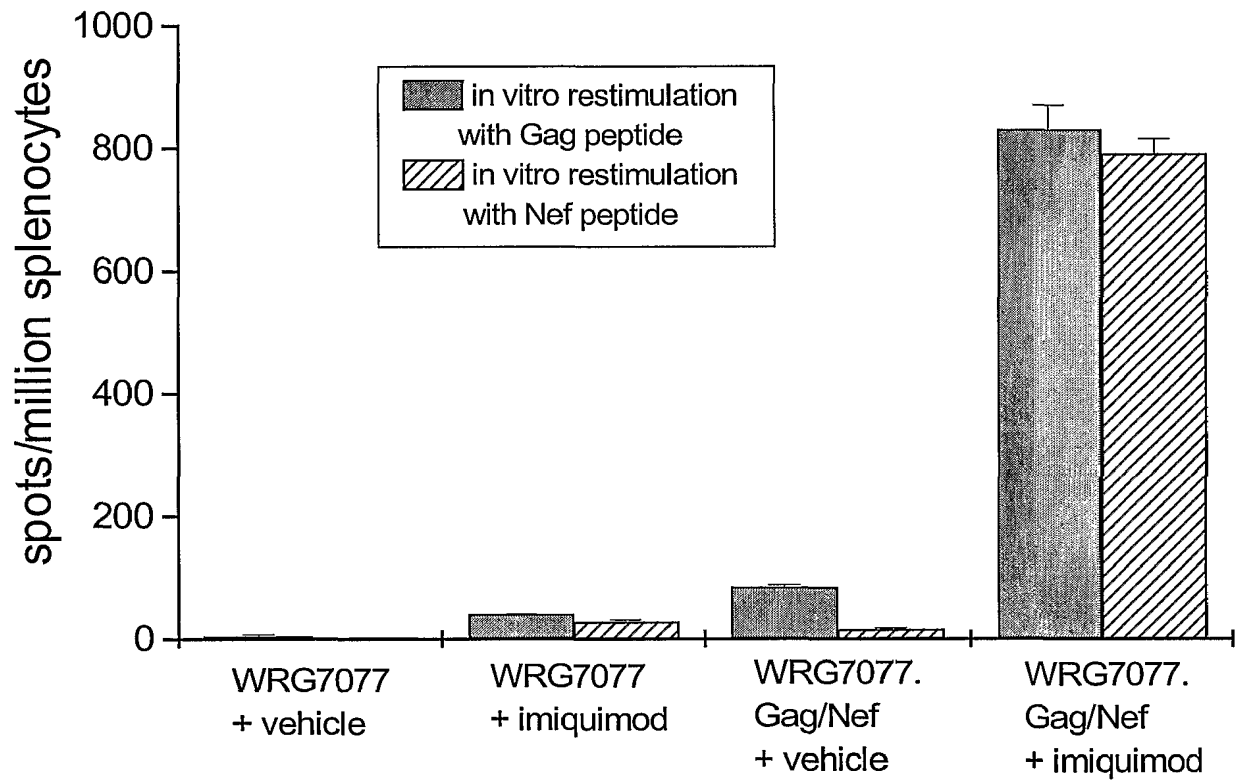 1000
800
600
400
200
0
spots/million splenocytes
in vitro restimulation
with Gag peptide
in vitro restimulation
with Nef peptide
WRG7077
+ vehicle
WRG7077
+ imiquimod
WRG7077.
Gag/Nef
+ vehicle
WRG7077.
Gag/Nef
+ imiquimod